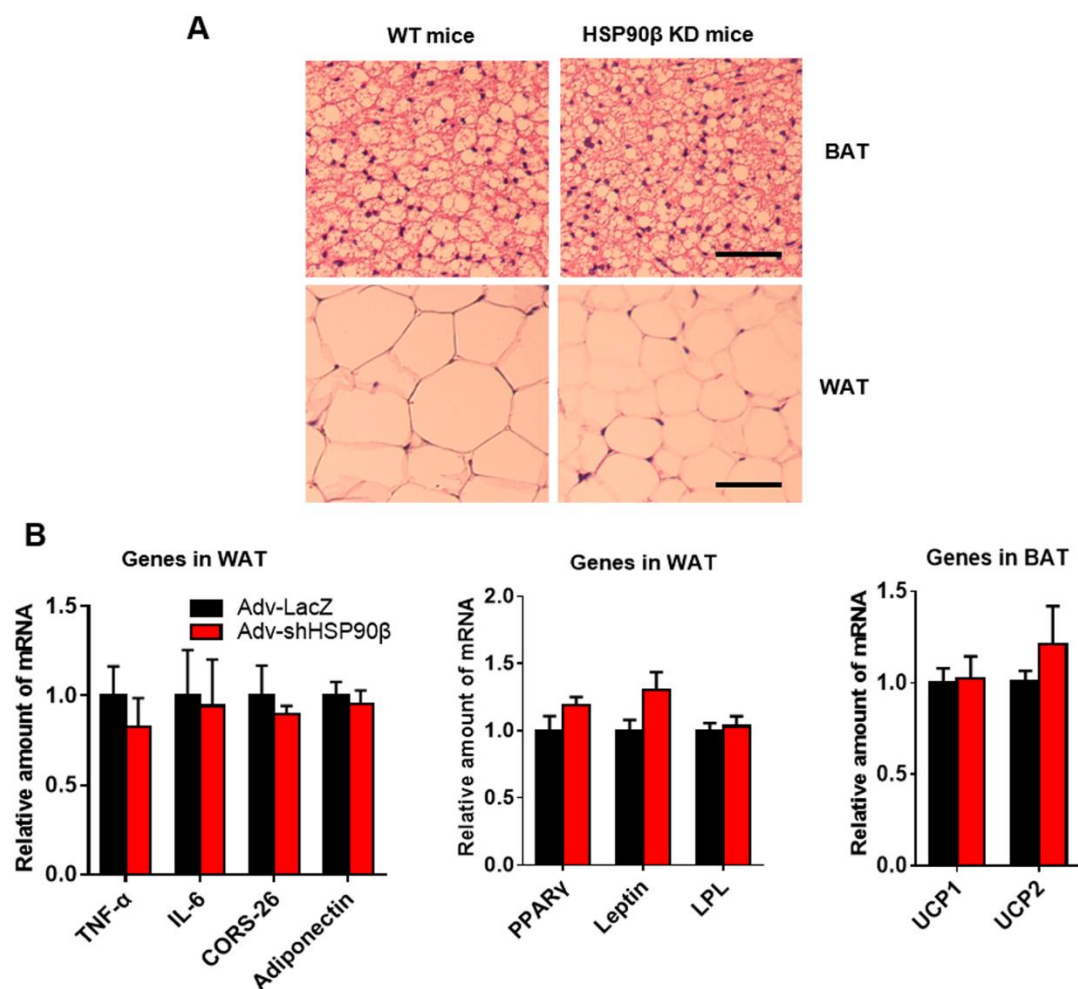 A
WT mice
HSP90β KD mice
BAT
WAT
B
Genes in WAT
Relative amount of mRNA
1.5
1.0
0.5
0.0
Adv-LacZ
Adv-shHSP90β
TNF-α
IL-6
CORS-26
Adiponectin
Genes in WAT
Relative amount of mRNA
2.0
1.5
1.0
0.5
0.0
PPARγ
Leptin
LPL
Genes in BAT
Relative amount of mRNA
1.5
1.0
0.5
0.0
UCP1
UCP2